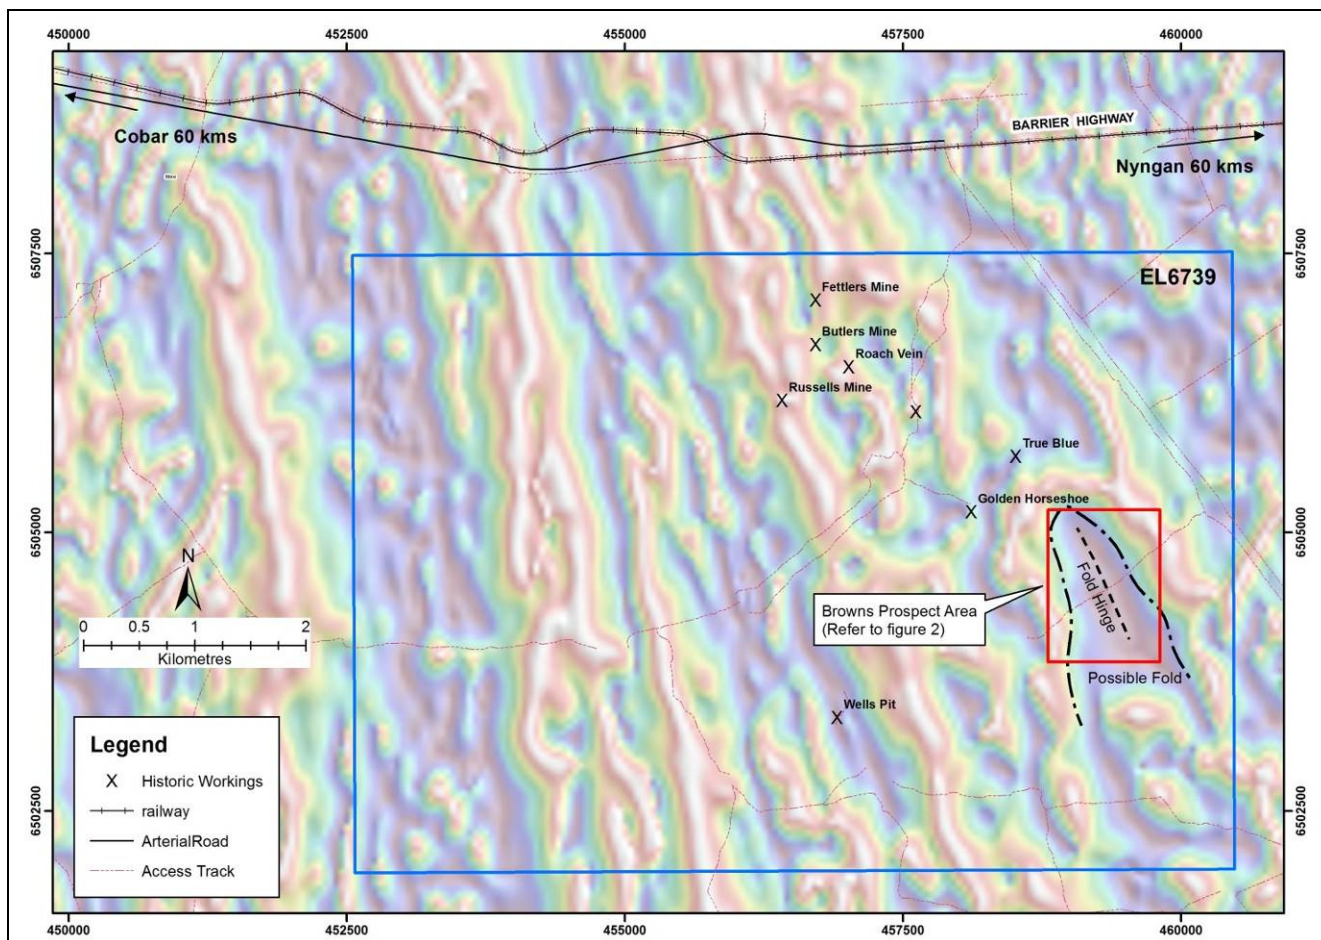 450000
452500
455000
457500
460000
BARRIER HIGHWAY
Cobar 60 kms
Nyngan 60 kms
6507500
6507500
EL6739
Fettlers Mine
Butlers Mine
Roach Vein
Russells Mine
True Blue
Golden Horseshoe
6505000
6505000
N
Fold Hinge
Browns Prospect Area
(Refer to figure 2)
0 0.5 1 2
Kilometres
Possible Fold
Wells Pit
Legend
X Historic Workings
railway
ArterialRoad
Access Track
6502500
6502500
450000
452500
455000
457500
460000